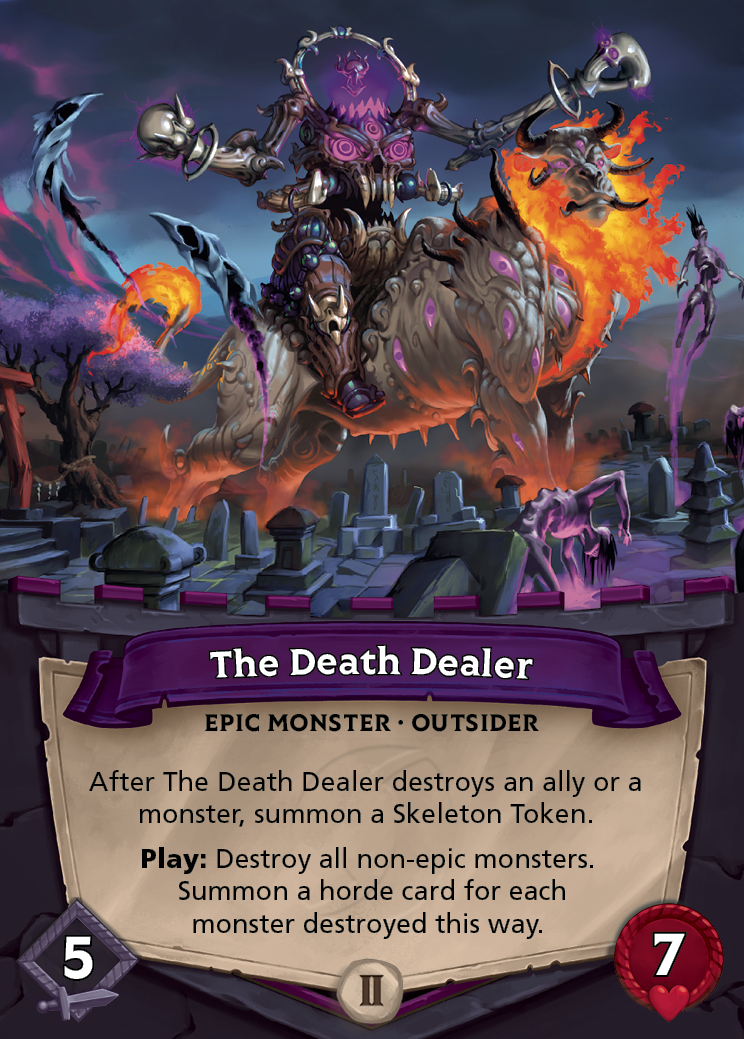 The Death Dealer
EPIC MONSTER · OUTSIDER
After The Death Dealer destroys an ally or a
monster, summon a Skeleton Token.
Play: Destroy all non-epic monsters.
Summon a horde card for each
monster destroyed this way.
5
7
II